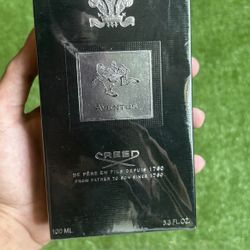 AVENTUS
CREED
DE PÈRE EN FILS DEPUIS 1760
FROM FATHER TO SON SINCE 1760
100 ML 3.3 FL.OZ.